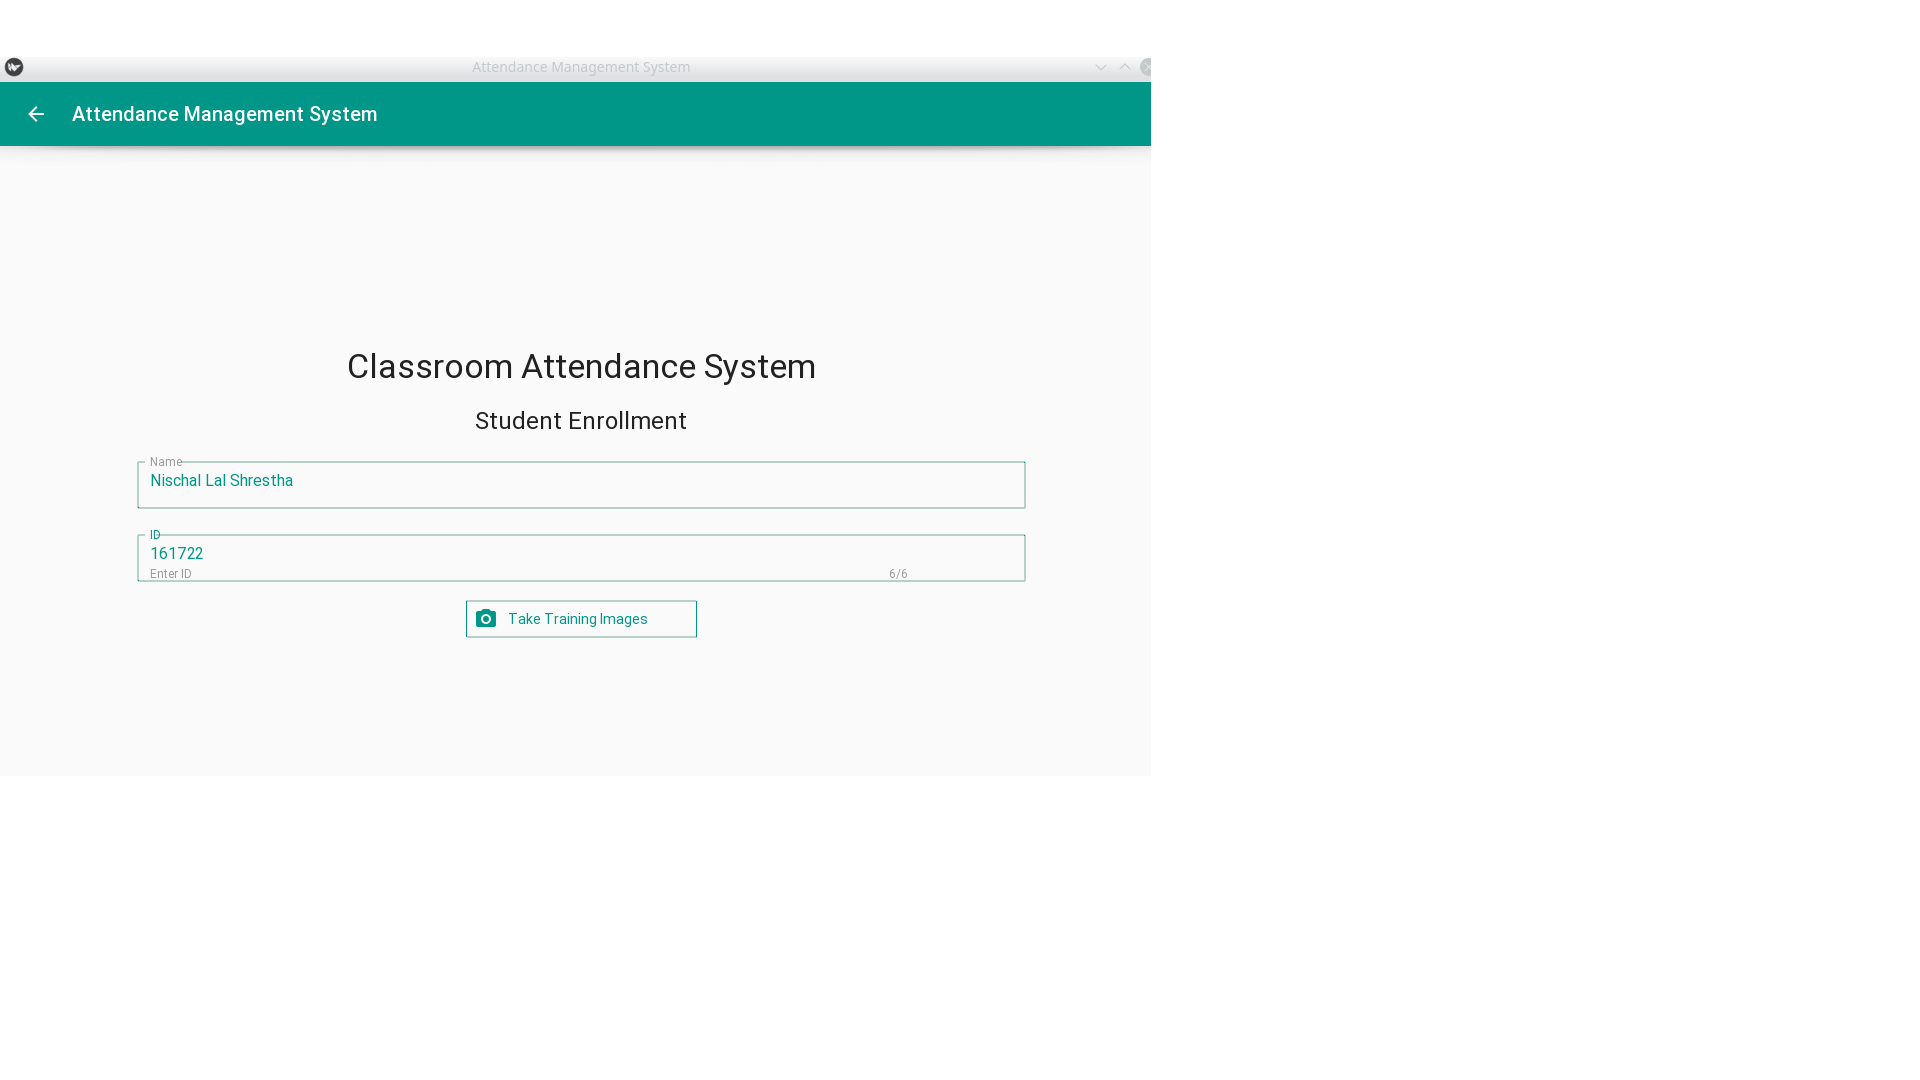 Attendance Management System
Attendance Management System
Classroom Attendance System
Student Enrollment
Name
Nischal Lal Shrestha
ID
161722
Enter ID 6/6
Take Training Images